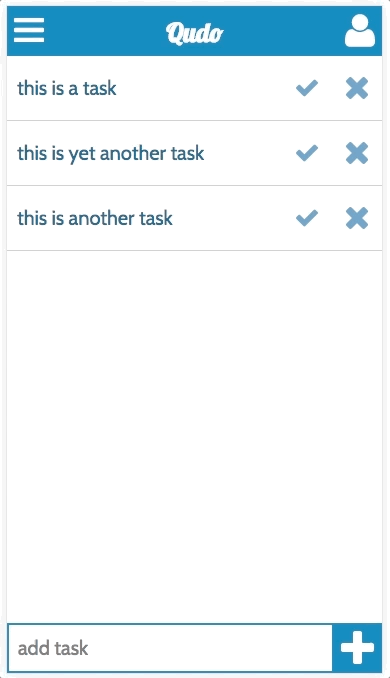 Qudo
this is a task
this is yet another task
this is another task
add task